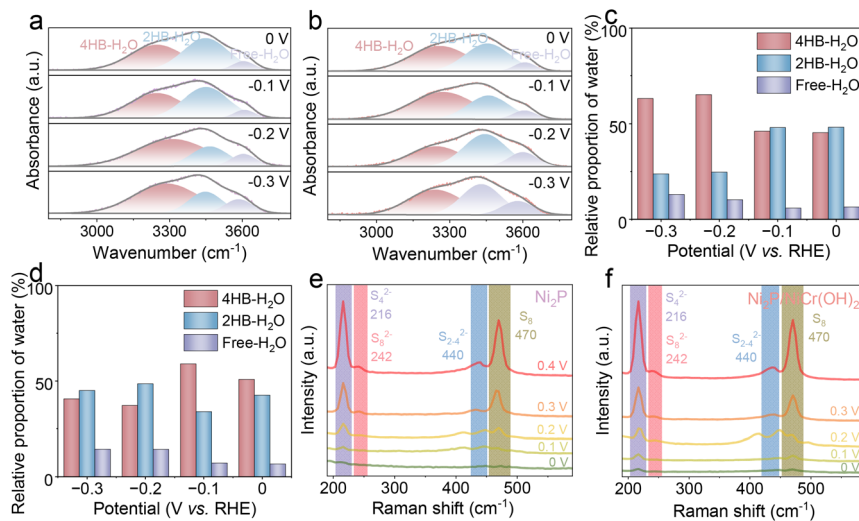 a
4HB-H₂O
2HB-H₂O
Free-H₂O
0 V
-0.1 V
-0.2 V
-0.3 V
Absorbance (a.u.)
3000
3300
3600
Wavenumber (cm⁻¹)
b
4HB-H₂O
2HB-H₂O
Free-H₂O
0 V
-0.1 V
-0.2 V
-0.3 V
Absorbance (a.u.)
3000
3300
3600
Wavenumber (cm⁻¹)
c
4HB-H₂O
2HB-H₂O
Free-H₂O
Relative proportion of water (%)
100
50
0
−0.3
−0.2
−0.1
0
Potential (V vs. RHE)
d
4HB-H₂O
2HB-H₂O
Free-H₂O
Relative proportion of water (%)
100
50
0
−0.3
−0.2
−0.1
0
Potential (V vs. RHE)
e
Ni₂P
S₄²⁻
216
S₈²⁻
242
S₂₋₄²⁻
440
S₈
470
0.4 V
0.3 V
0.2 V
0.1 V
0 V
Intensity (a.u.)
200
300
400
500
Raman shift (cm⁻¹)
f
S₄²⁻
216
S₈²⁻
242
S₂₋₄²⁻
440
S₈
470
0.3 V
0.2 V
0.1 V
0 V
Intensity (a.u.)
200
300
400
500
Raman shift (cm⁻¹)